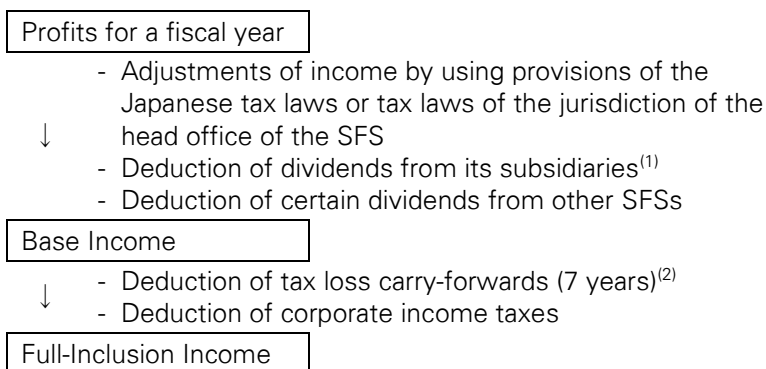 Profits for a fiscal year
- Adjustments of income by using provisions of the
Japanese tax laws or tax laws of the jurisdiction of the
↓ head office of the SFS
- Deduction of dividends from its subsidiaries(1)
- Deduction of certain dividends from other SFSs
Base Income
↓ - Deduction of tax loss carry-forwards (7 years)(2)
- Deduction of corporate income taxes
Full-Inclusion Income